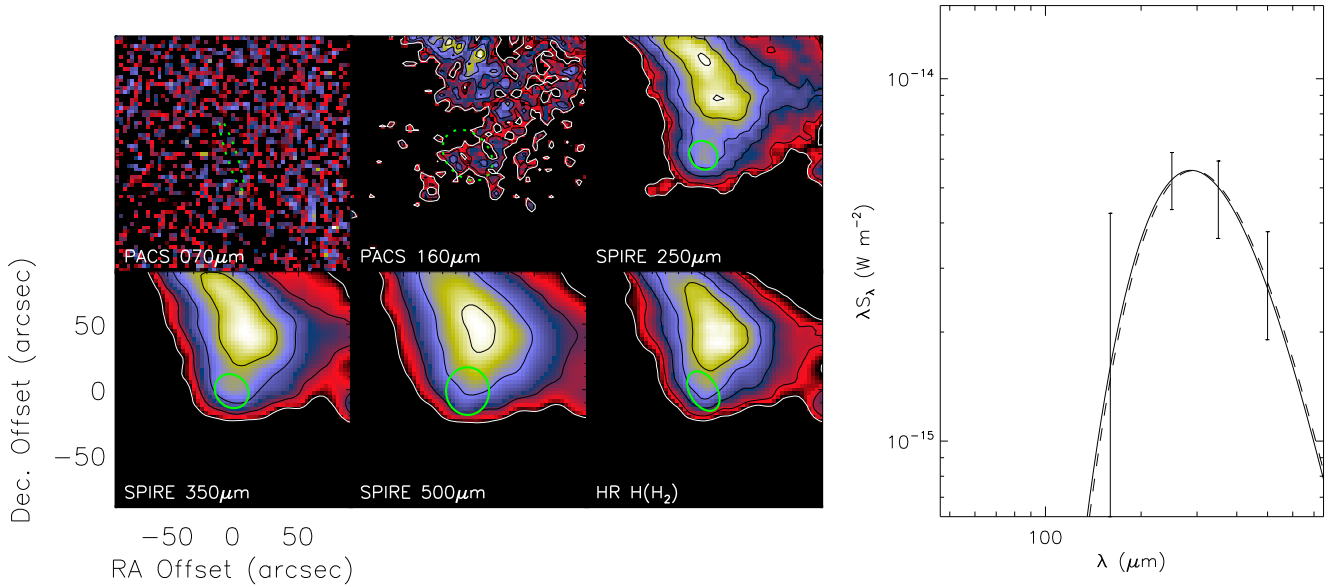 PACS 070μm
PACS 160μm
SPIRE 250μm
SPIRE 350μm
SPIRE 500μm
HR H(H₂)
Dec. Offset (arcsec)
50
0
−50
−50 0 50
RA Offset (arcsec)
λS_λ (W m⁻²)
10⁻¹⁴
10⁻¹⁵
100
λ (μm)